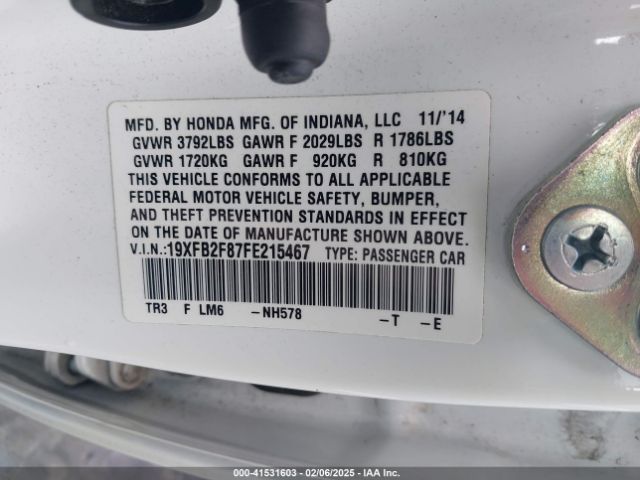 MFD. BY HONDA MFG. OF INDIANA, LLC 11/'14
GVWR 3792LBS GAWR F 2029LBS R 1786LBS
GVWR 1720KG GAWR F 920KG R 810KG
THIS VEHICLE CONFORMS TO ALL APPLICABLE
FEDERAL MOTOR VEHICLE SAFETY, BUMPER,
AND THEFT PREVENTION STANDARDS IN EFFECT
ON THE DATE OF MANUFACTURE SHOWN ABOVE.
V.I.N.:19XFB2F87FE215467 TYPE: PASSENGER CAR
TR3 F LM6 -NH578 -T -E
000-41531603 - 02/06/2025 - IAA Inc.